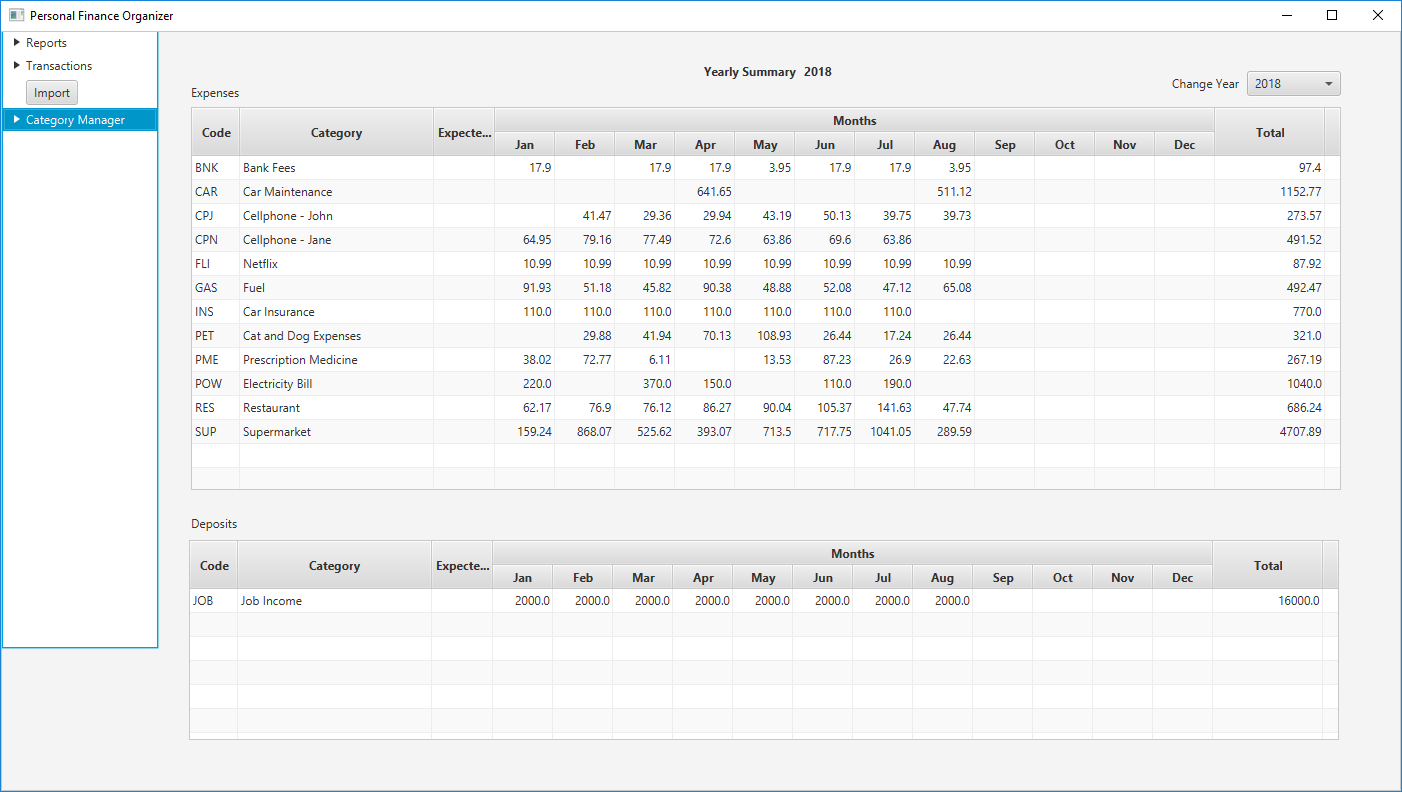 Personal Finance Organizer
Reports
Transactions
Import
Category Manager
Yearly Summary 2018
Change Year 2018
Expenses
Code Category Expecte... Months Total
Jan Feb Mar Apr May Jun Jul Aug Sep Oct Nov Dec
BNK Bank Fees 17.9 17.9 17.9 3.95 17.9 17.9 3.95 97.4
CAR Car Maintenance 641.65 511.12 1152.77
CPJ Cellphone - John 41.47 29.36 29.94 43.19 50.13 39.75 39.73 273.57
CPN Cellphone - Jane 64.95 79.16 77.49 72.6 63.86 69.6 63.86 491.52
FLI Netflix 10.99 10.99 10.99 10.99 10.99 10.99 10.99 10.99 87.92
GAS Fuel 91.93 51.18 45.82 90.38 48.88 52.08 47.12 65.08 492.47
INS Car Insurance 110.0 110.0 110.0 110.0 110.0 110.0 110.0 770.0
PET Cat and Dog Expenses 29.88 41.94 70.13 108.93 26.44 17.24 26.44 321.0
PME Prescription Medicine 38.02 72.77 6.11 13.53 87.23 26.9 22.63 267.19
POW Electricity Bill 220.0 370.0 150.0 110.0 190.0 1040.0
RES Restaurant 62.17 76.9 76.12 86.27 90.04 105.37 141.63 47.74 686.24
SUP Supermarket 159.24 868.07 525.62 393.07 713.5 717.75 1041.05 289.59 4707.89
Deposits
Code Category Expecte... Months Total
Jan Feb Mar Apr May Jun Jul Aug Sep Oct Nov Dec
JOB Job Income 2000.0 2000.0 2000.0 2000.0 2000.0 2000.0 2000.0 2000.0 16000.0